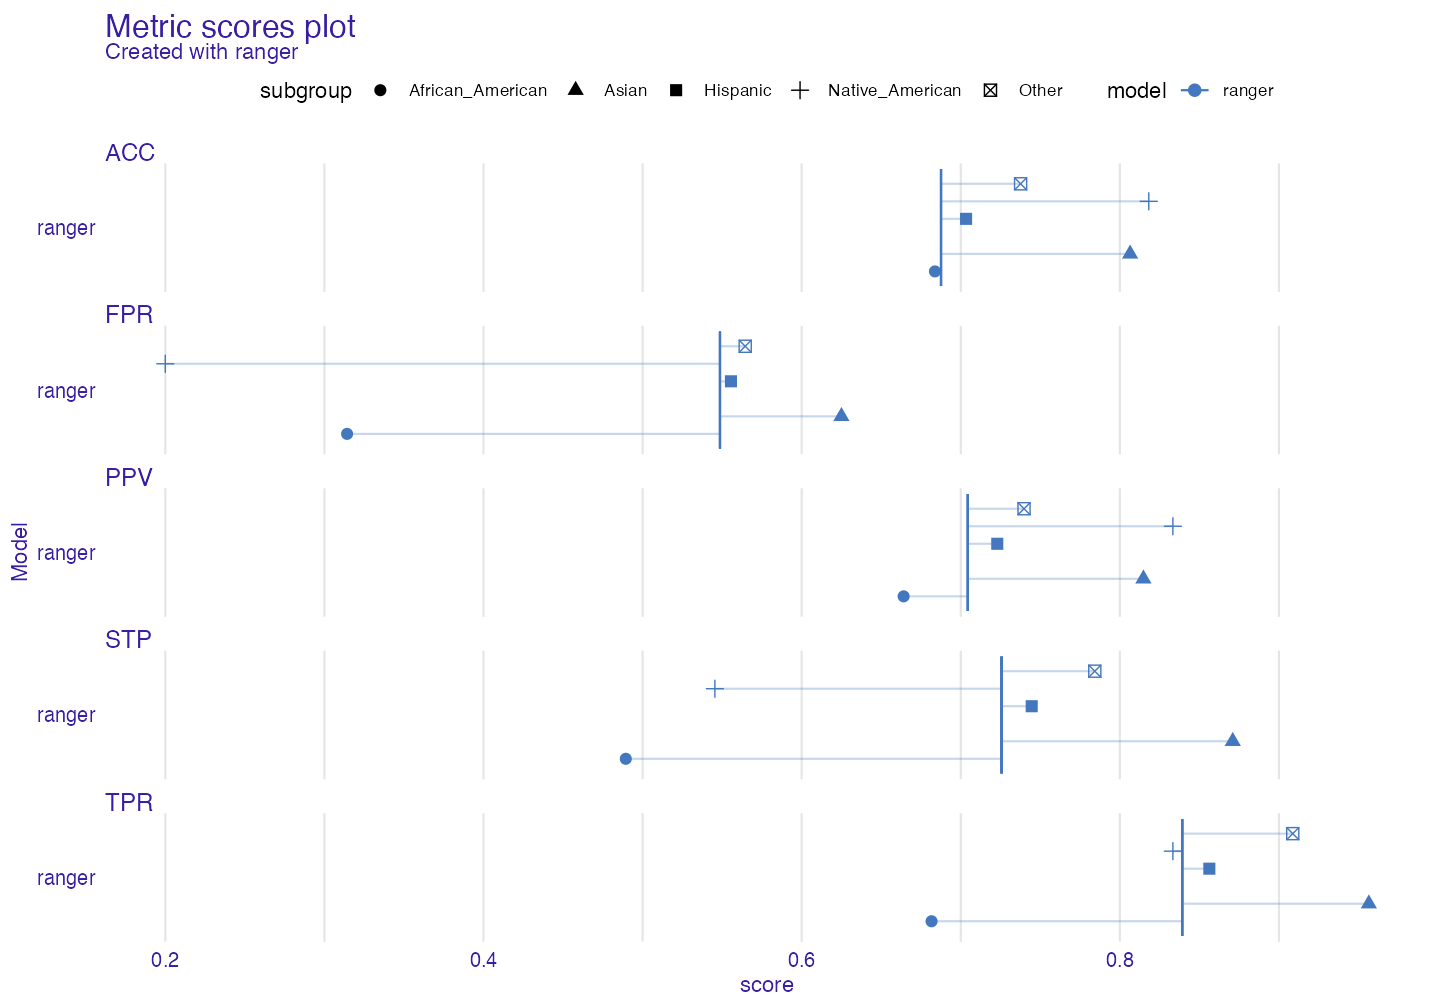 Metric scores plot
Created with ranger
subgroup African_American Asian Hispanic Native_American Other model ranger
ACC
ranger
FPR
ranger
PPV
ranger
Model
STP
ranger
TPR
ranger
0.2 0.4 0.6 0.8
score